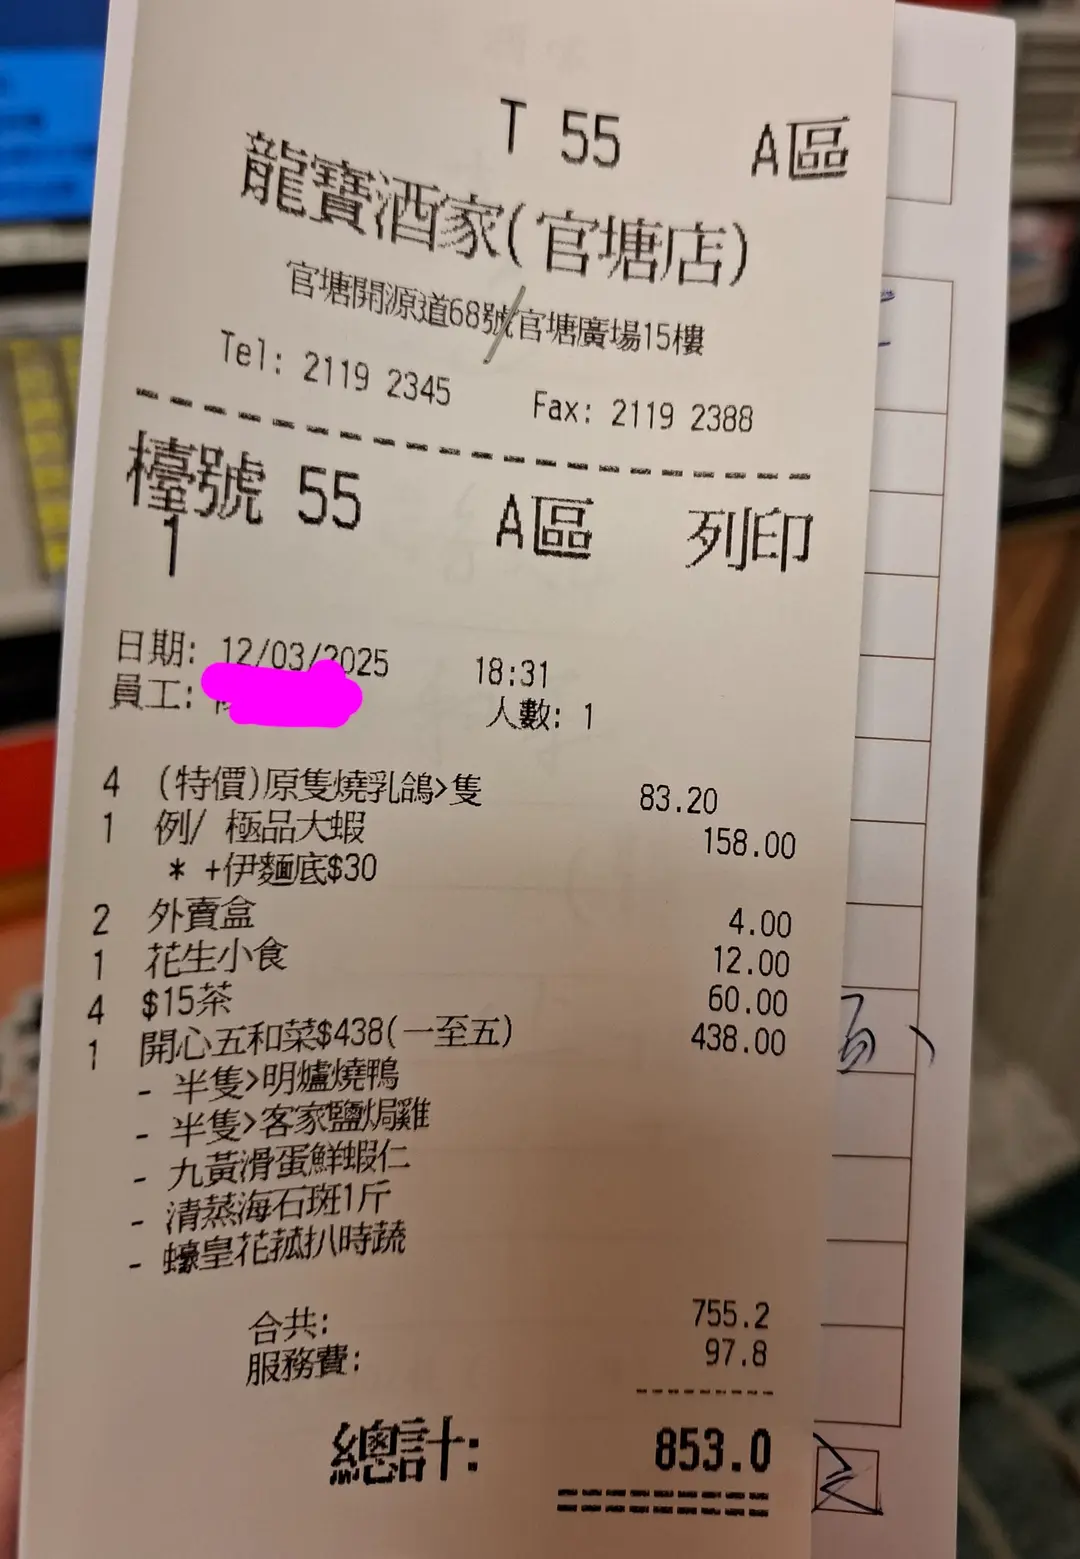 T 55 A區
龍寶酒家(官塘店)
官塘開源道68號官塘廣場15樓
Tel: 2119 2345 Fax: 2119 2388
檯號 55 A區 列印
1
日期: 12/03/2025 18:31
員工: 人數: 1
4 (特價)原隻燒乳鴿>隻 83.20
1 例/ 極品大蝦 158.00
* +伊麵底$30
2 外賣盒 4.00
1 花生小食 12.00
4 $15茶 60.00
1 開心五和菜$438(一至五) 438.00
- 半隻>明爐燒鴨
- 半隻>客家鹽焗雞
- 九黃滑蛋鮮蝦仁
- 清蒸海石斑1斤
- 蠔皇花菰扒時蔬
合共: 755.2
服務費: 97.8
總計: 853.0